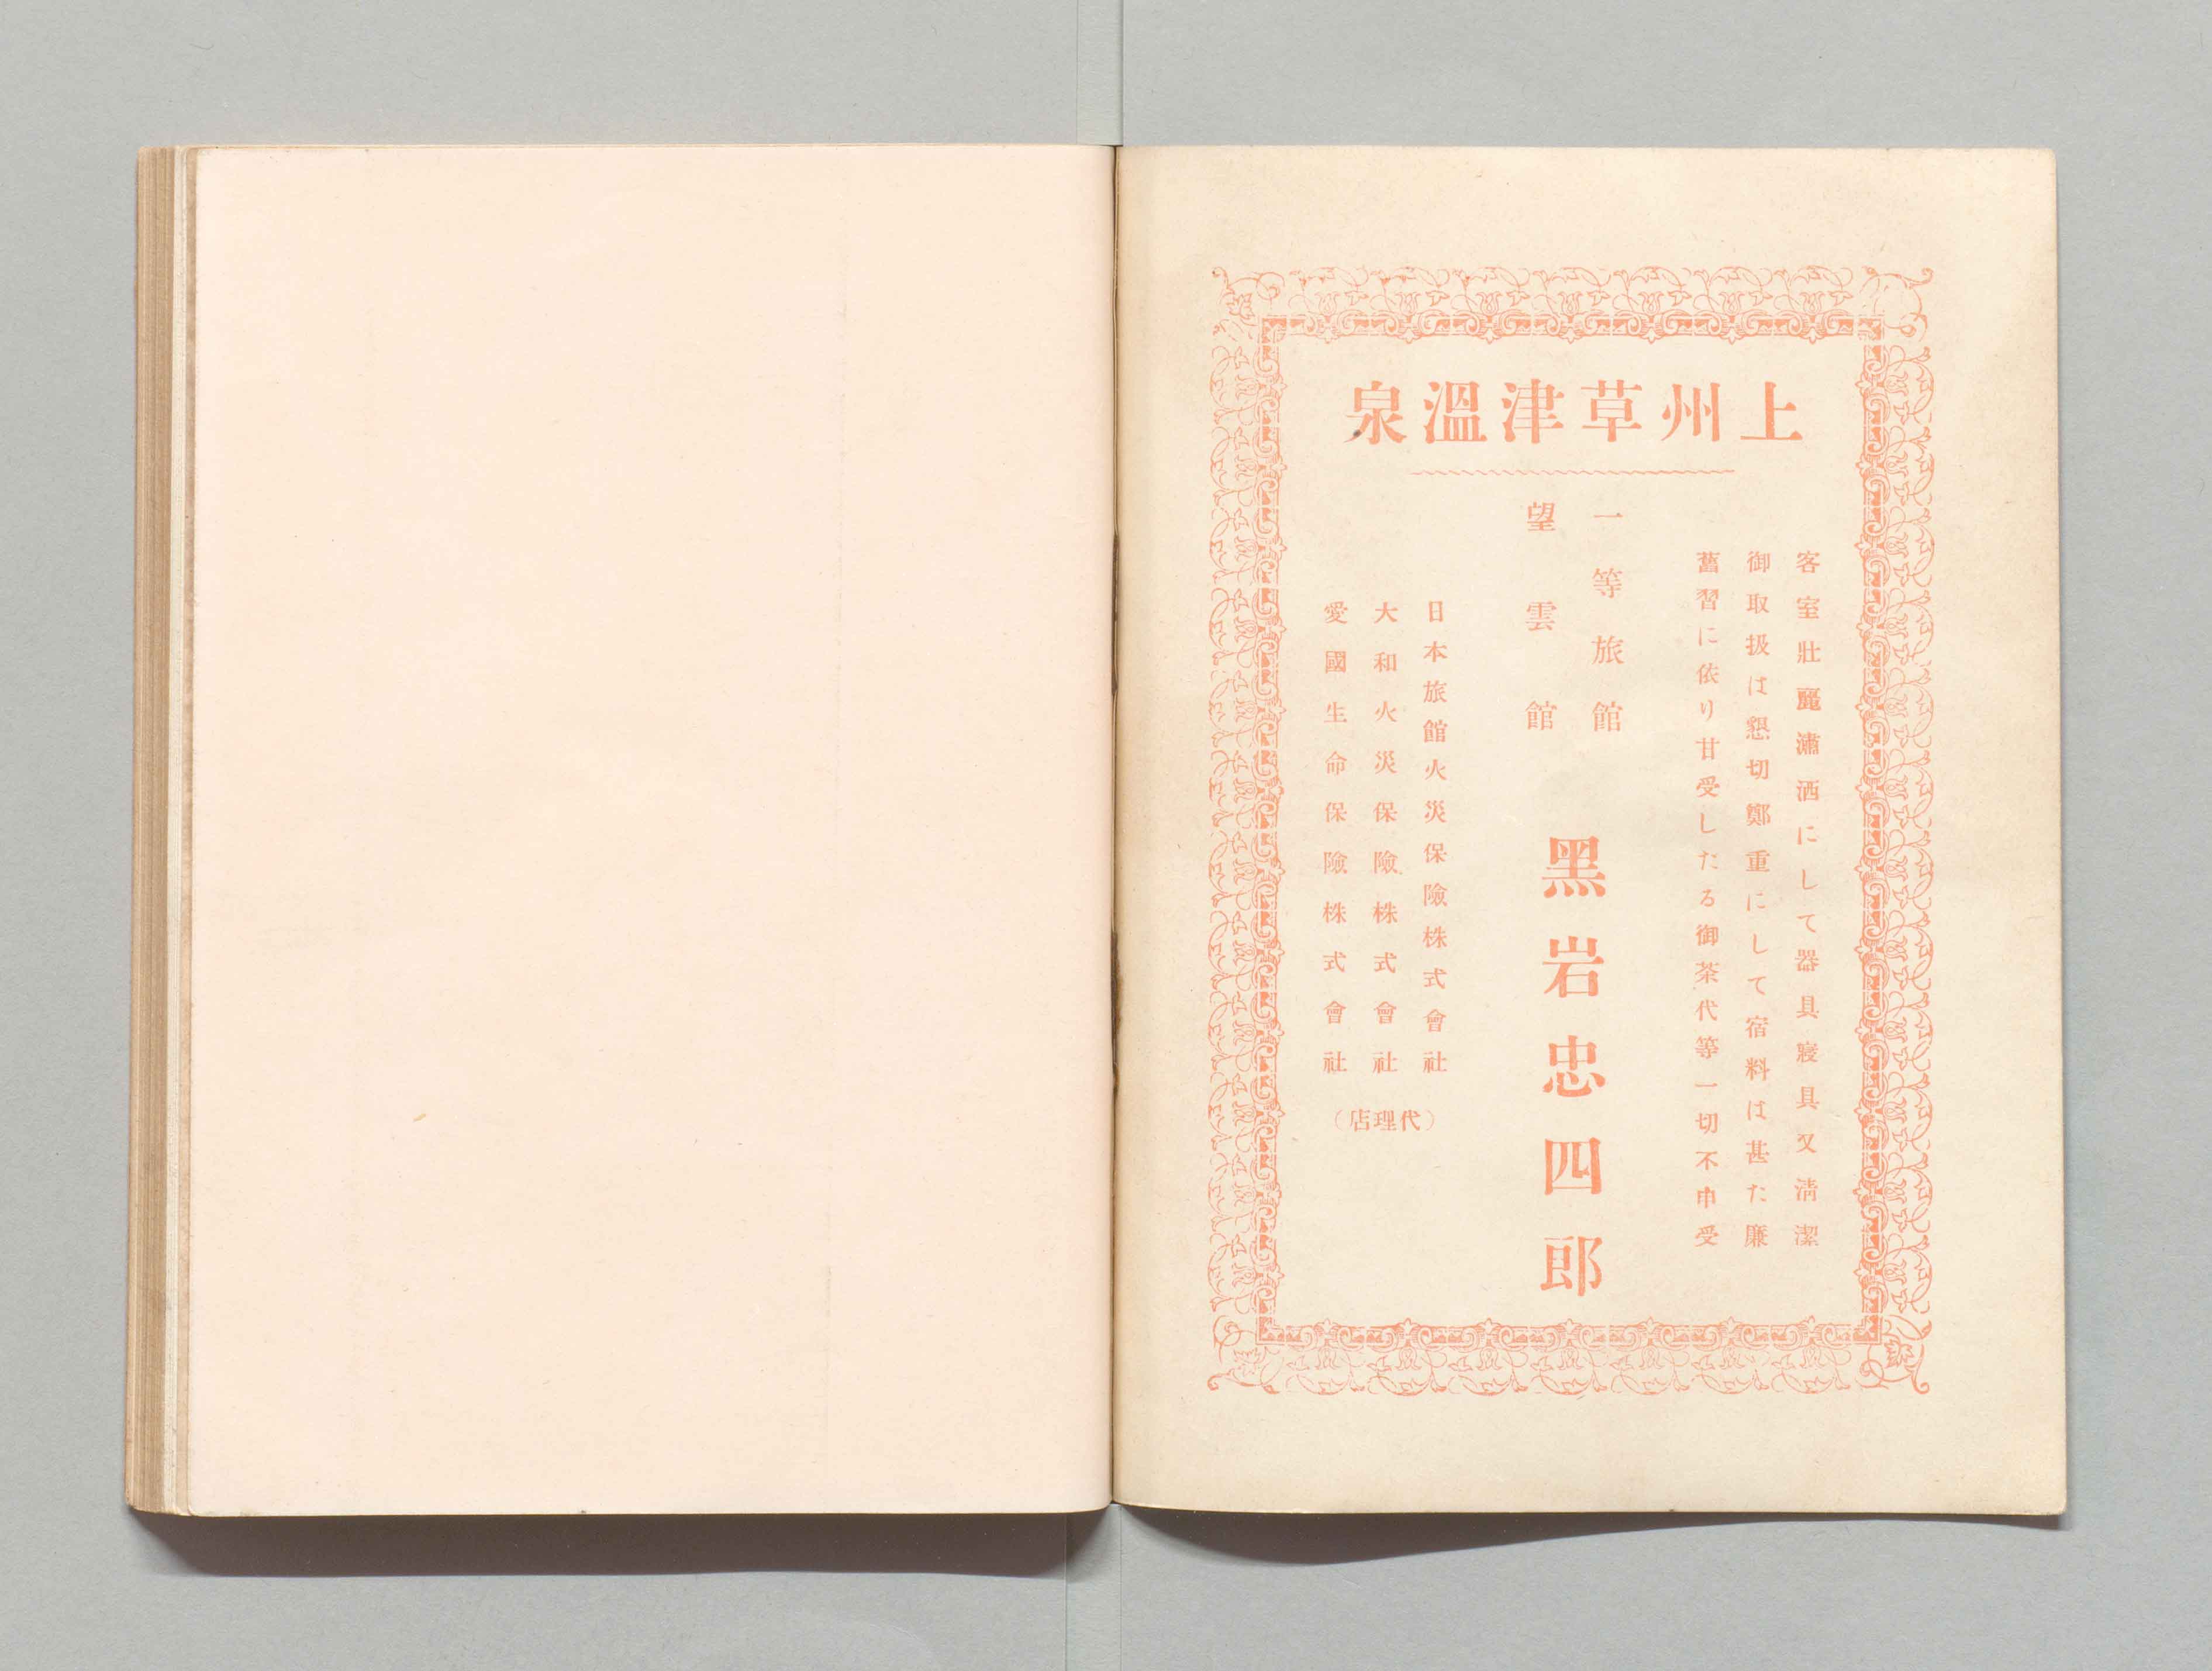 上州草津溫泉
客室壯麗瀟洒にして器具寢具又淸潔
御取扱は懇切鄭重にして宿料は甚た廉
舊習に依り甘受したる御茶代等一切不申受
一等旅館
望雲館
黑岩忠四郎
日本旅館火災保險株式會社
大和火災保險株式會社
愛國生命保險株式會社
（代理店）